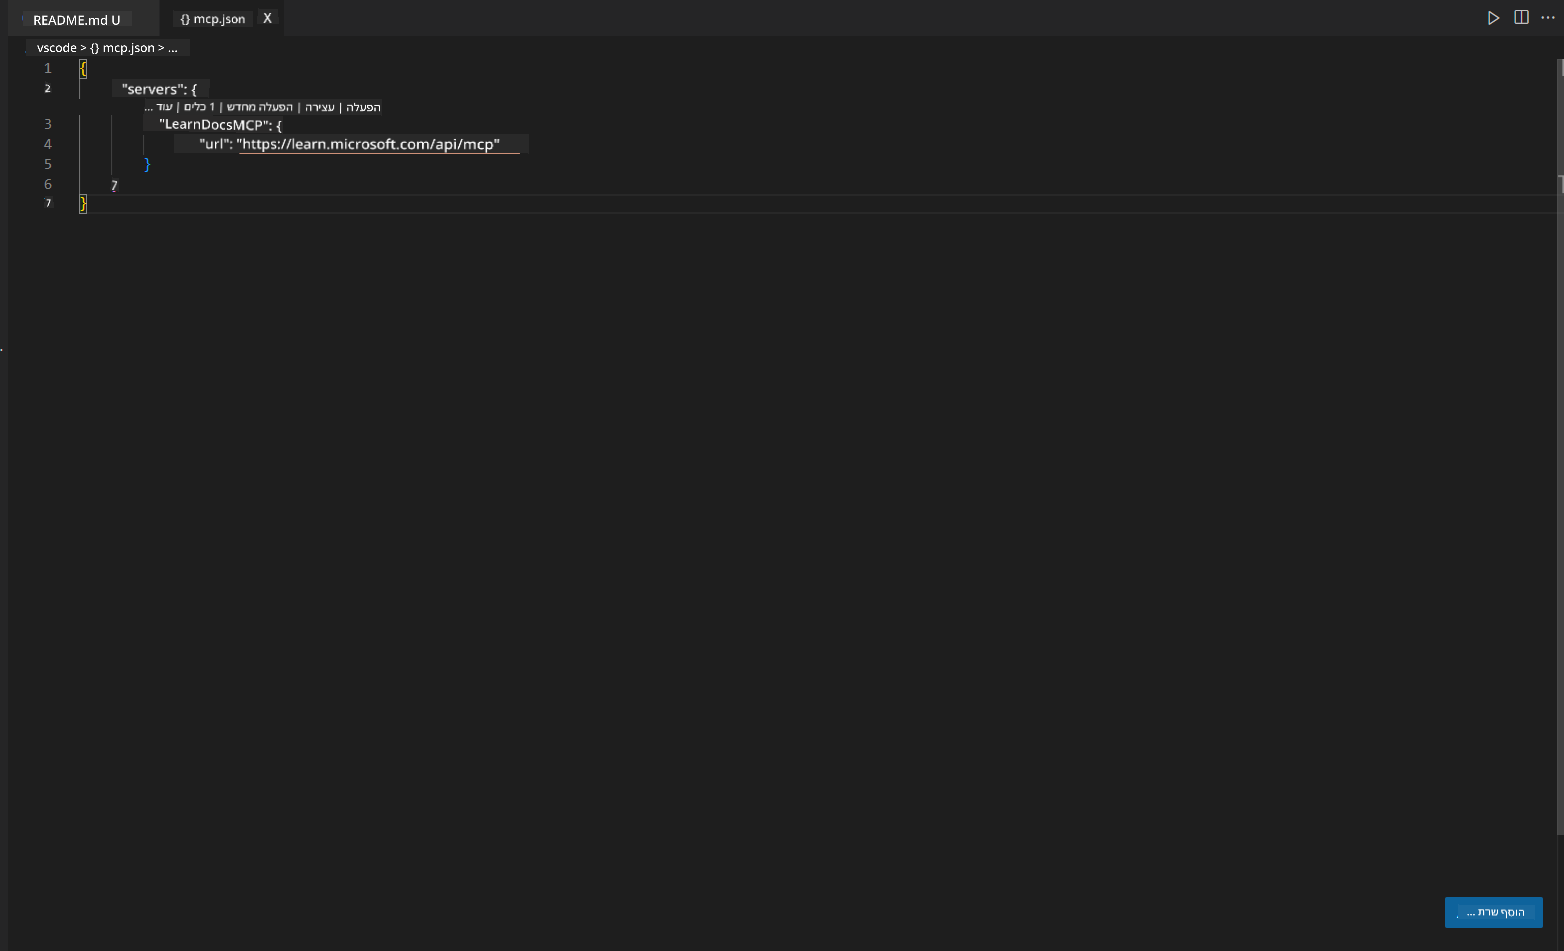 README.md U
{} mcp.json X
vscode > {} mcp.json > ...
1 {
2 "servers": {
הפעלה | עצירה | הפעלה מחדש | 1 כלים | עוד ...
3 "LearnDocsMCP": {
4 "url": "https://learn.microsoft.com/api/mcp"
5 }
6 7
7 }
הוסף שרת ...